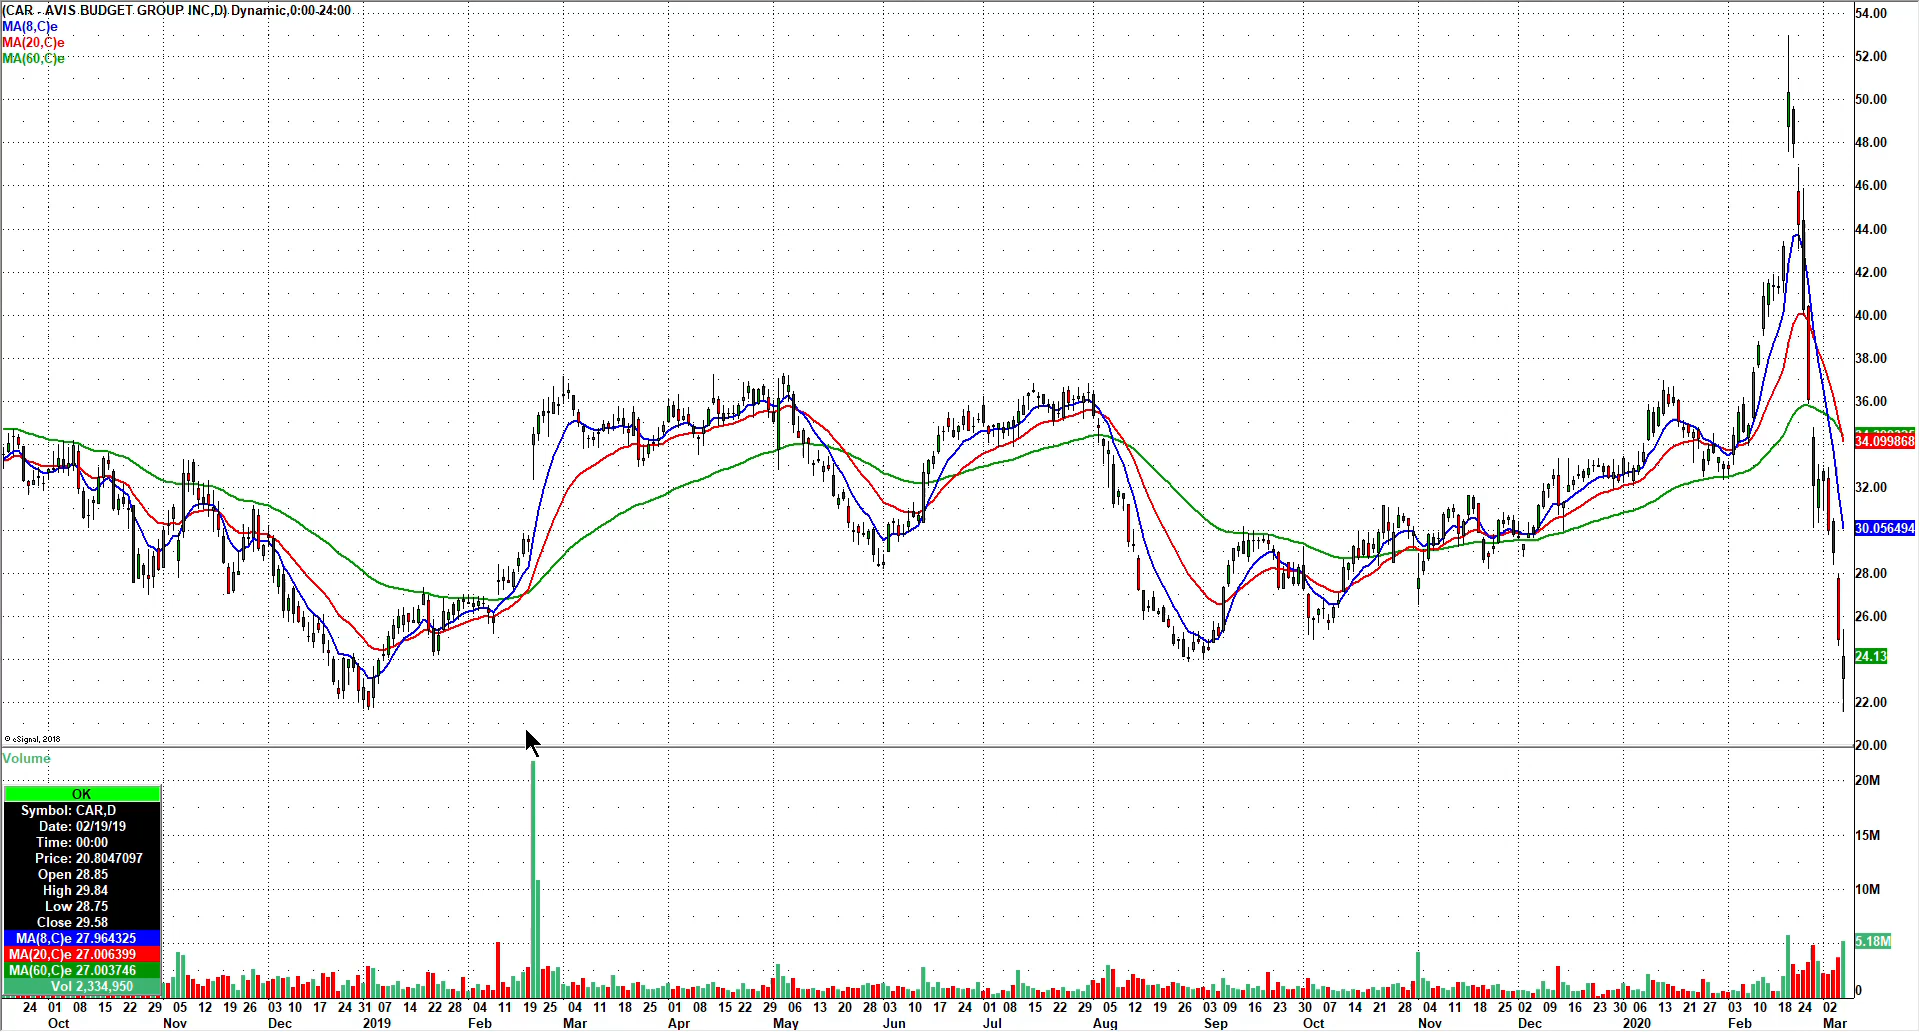 (CAR - AVIS BUDGET GROUP INC,D) Dynamic,0:00-24:00
MA(8,C)e
MA(20,C)e
MA(60,C)e
54.00
52.00
50.00
48.00
46.00
44.00
42.00
40.00
38.00
36.00
34.099868
32.00
30.056494
28.00
26.00
24.13
22.00
20.00
© eSignal, 2018
Volume
20M
15M
10M
5.18M
0
OK
Symbol: CAR,D
Date: 02/19/19
Time: 00:00
Price: 20.8047097
Open 28.85
High 29.84
Low 28.75
Close 29.58
MA(8,C)e 27.964325
MA(20,C)e 27.006399
MA(60,C)e 27.003746
Vol 2,334,950
24 01 08 15 22 29 05 12 19 26 03 10 17 24 31 07 14 22 28 04 11 19 25 04 11 18 25 01 08 15 22 29 06 13 20 28 03 10 17 24 01 08 15 22 29 05 12 19 26 03 09 16 23 30 07 14 21 28 04 11 18 25 02 09 16 23 30 06 13 21 27 03 10 18 24 02
Oct Nov Dec 2019 Feb Mar Apr May Jun Jul Aug Sep Oct Nov Dec 2020 Feb Mar